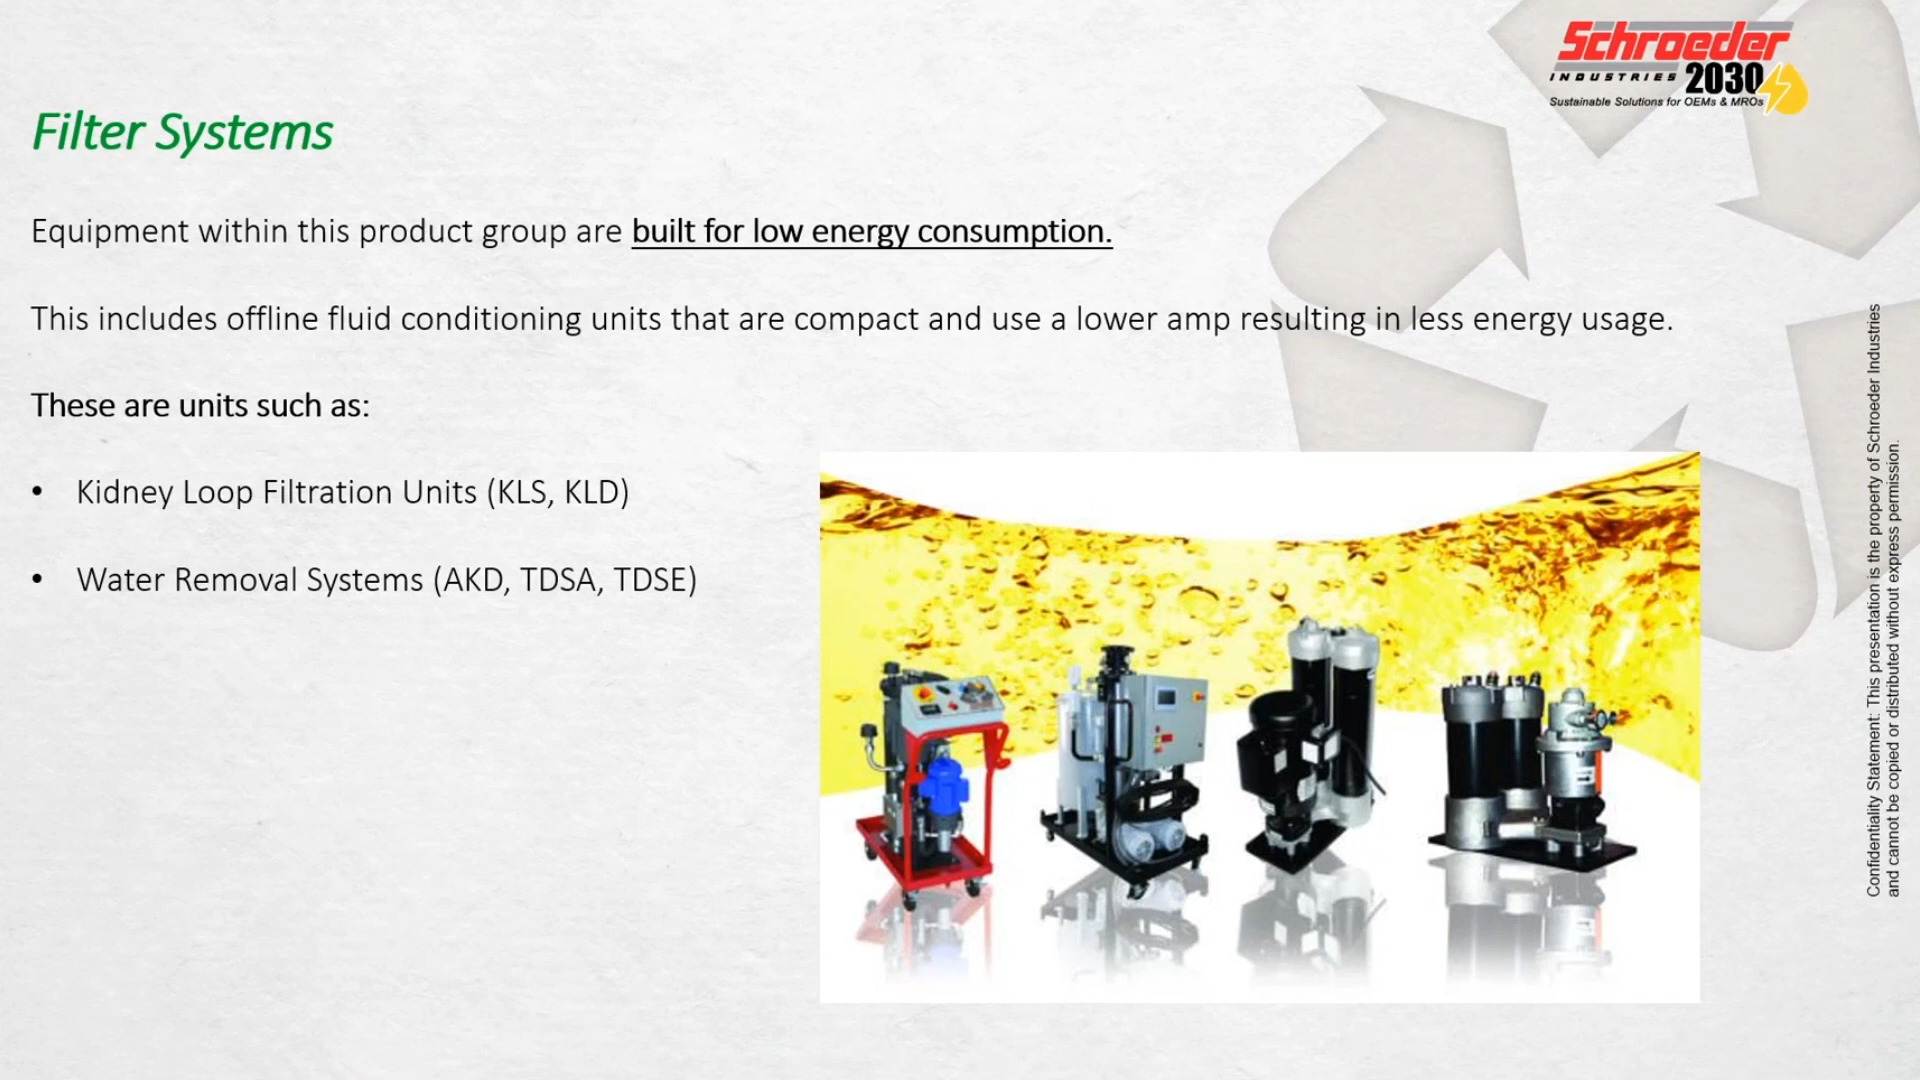 Schroeder
INDUSTRIES 2030
Sustainable Solutions for OEMs & MROs
Filter Systems
Equipment within this product group are built for low energy consumption.
This includes offline fluid conditioning units that are compact and use a lower amp resulting in less energy usage.
These are units such as:
• Kidney Loop Filtration Units (KLS, KLD)
• Water Removal Systems (AKD, TDSA, TDSE)
Confidentiality Statement: This presentation is the property of Schroeder Industries
and cannot be copied or distributed without express permission.